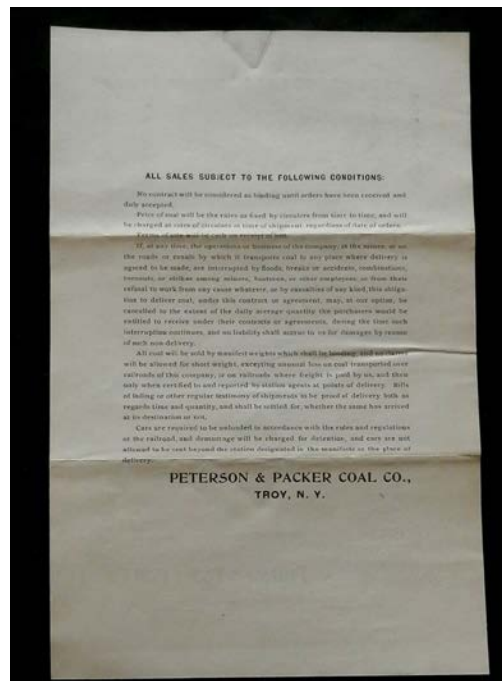 ALL SALES SUBJECT TO THE FOLLOWING CONDITIONS:
No contract will be considered as binding until orders have been received and
duly accepted.
Price of coal will be the rates as fixed by circulars from time to time, and will
be charged at rates of circulars at time of shipment, regardless of date of orders.
Terms of sale will be cash on receipt of
If, at any time, the operations or business of the company, at the mines, or on
the roads or canals by which it transports coal to any place where delivery is
agreed to be made, are interrupted by floods, breaks or accidents, combinations,
turnouts, or strikes among miners, boatmen, or other employees, or from their
refusal to work from any cause whatever, or by casualties of any kind, this obliga-
tion to deliver coal, under this contract or agreement, may, at our option, be
cancelled to the extent of the daily average quantity the purchasers would be
entitled to receive under their contracts or agreements, during the time such
interruption continues, and no liability shall accrue to us for damages by reason
of such non-delivery.
All coal will be sold by manifest weights which shall be binding, and no claims
will be allowed for short weight, excepting unusual loss on coal transported over
railroads of this company, or on railroads where freight is paid by us, and then
only when certified to and reported by station agents at points of delivery. Bills
of lading or other regular testimony of shipments to be proof of delivery both as
regards time and quantity, and shall be settled for, whether the same has arrived
at its destination or not.
Cars are required to be unloaded in accordance with the rules and regulations
of the railroad, and demurrage will be charged for detention, and cars are not
allowed to be sent beyond the station designated in the manifests as the place of
delivery.
PETERSON & PACKER COAL CO.,
TROY, N. Y.